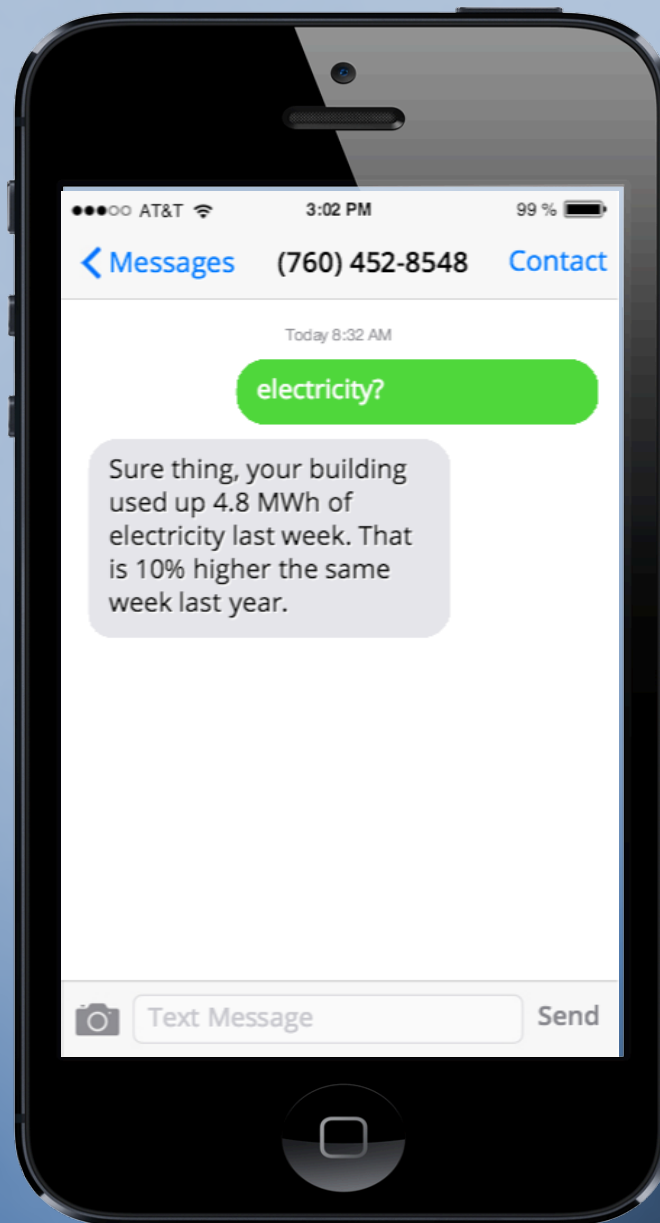 AT&T 3:02 PM 99 %
Messages (760) 452-8548 Contact
Today 8:32 AM
electricity?
Sure thing, your building
used up 4.8 MWh of
electricity last week. That
is 10% higher the same
week last year.
Text Message Send